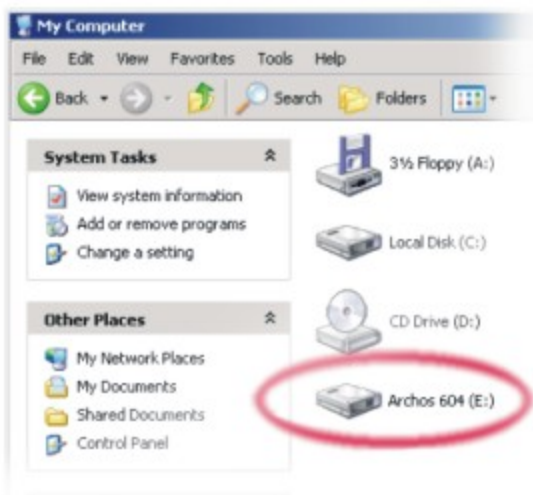 My Computer
File Edit View Favorites Tools Help
Back Search Folders
System Tasks
View system information
Add or remove programs
Change a setting
Other Places
My Network Places
My Documents
Shared Documents
Control Panel
3½ Floppy (A:)
Local Disk (C:)
CD Drive (D:)
Archos 604 (E:)